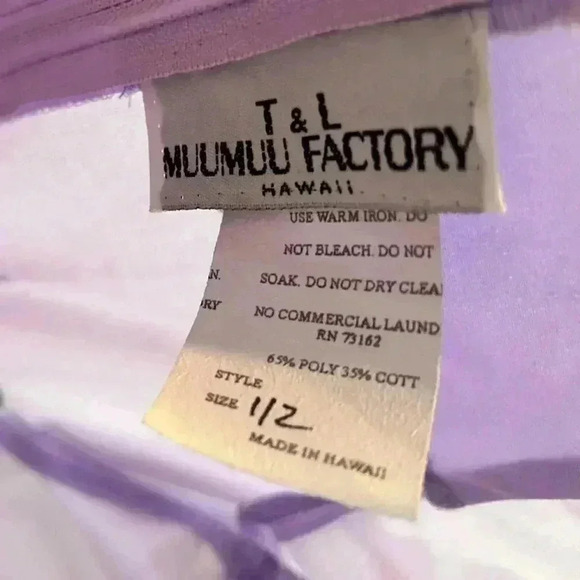 T & L
MUUMUU FACTORY
HAWAII
USE WARM IRON. DO
NOT BLEACH. DO NOT
N. SOAK. DO NOT DRY CLEA
RY NO COMMERCIAL LAUND
RN 73162
65% POLY 35% COTT
STYLE
SIZE 1/2
MADE IN HAWAII